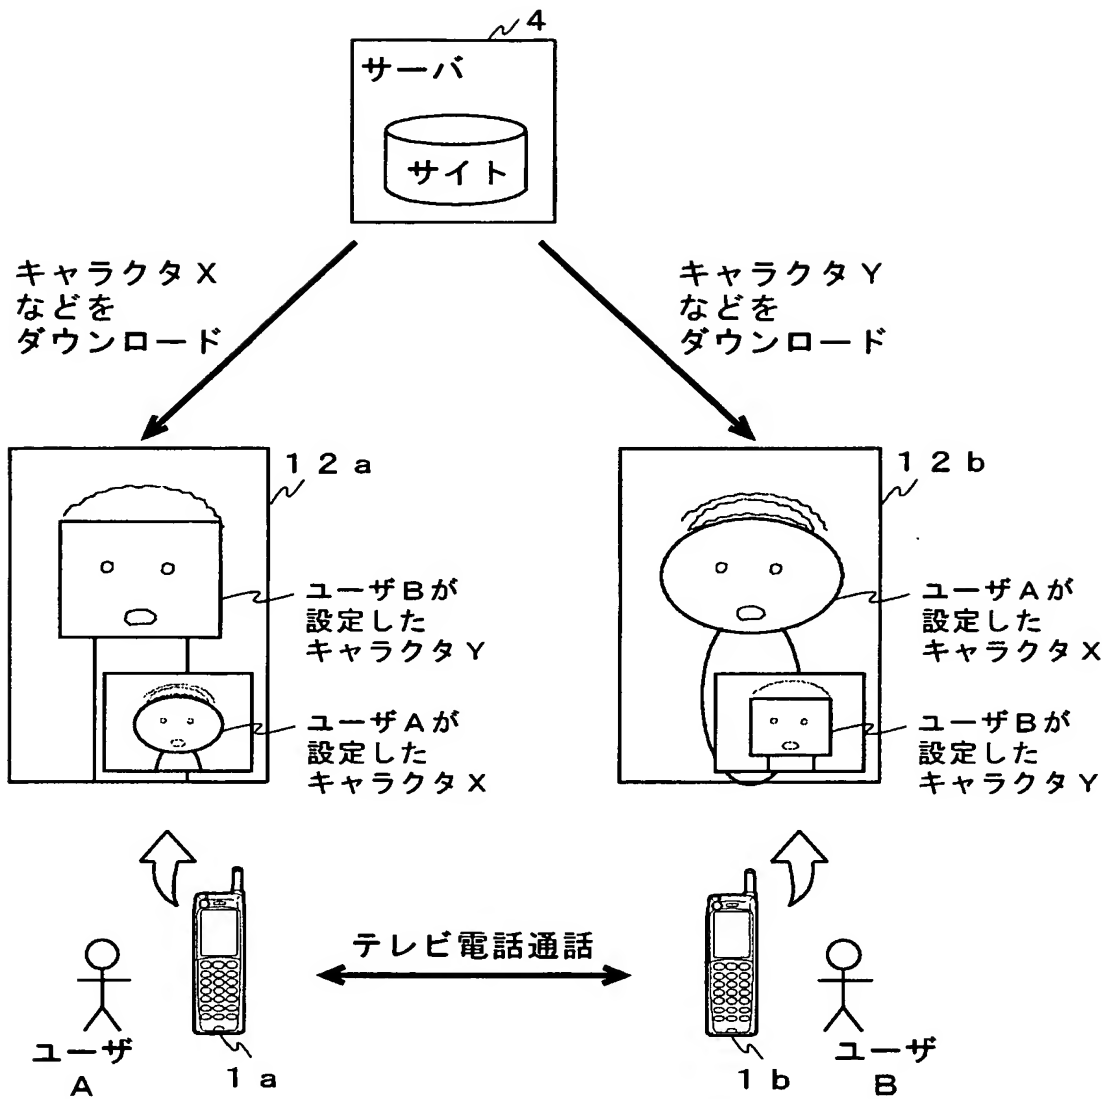 4
サーバ
サイト
キャラクタX
などを
ダウンロード
キャラクタY
などを
ダウンロード
12a
ユーザBが
設定した
キャラクタY
ユーザAが
設定した
キャラクタX
12b
ユーザAが
設定した
キャラクタX
ユーザBが
設定した
キャラクタY
テレビ電話通話
ユーザ
A
1a
1b
ユーザ
B